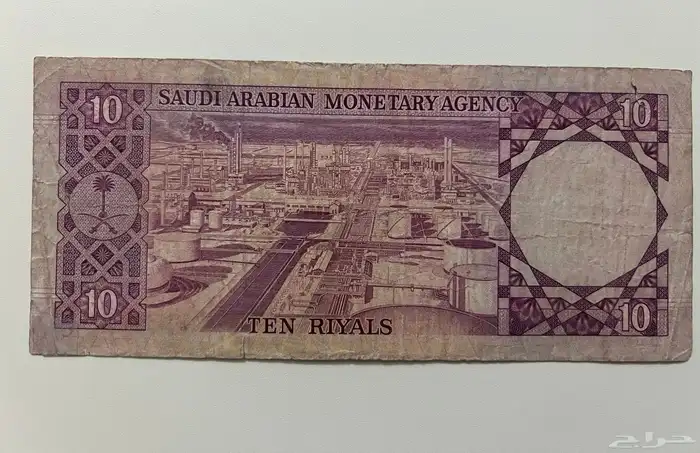 10 SAUDI ARABIAN MONETARY AGENCY 10
10 TEN RIYALS 10
حراج